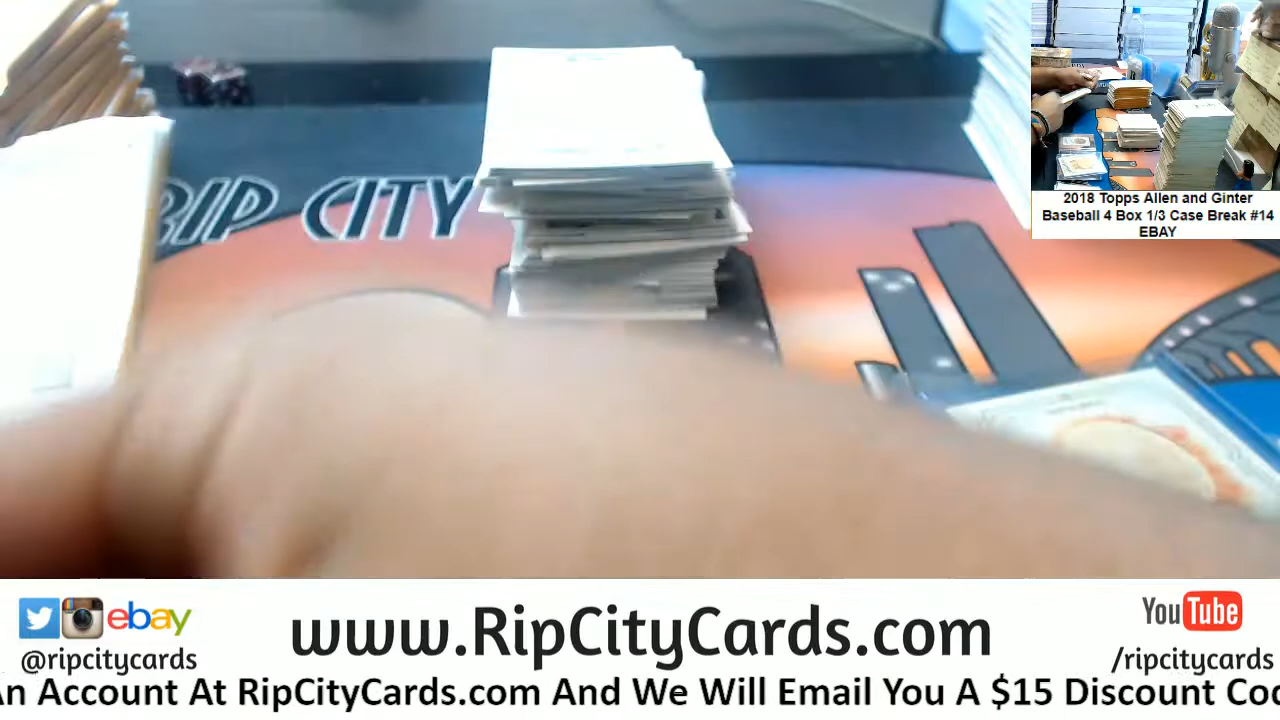 RIP CITY
2018 Topps Allen and Ginter
Baseball 4 Box 1/3 Case Break #14
EBAY
ebay
www.RipCityCards.com
YouTube
@ripcitycards
/ripcitycards
An Account At RipCityCards.com And We Will Email You A $15 Discount